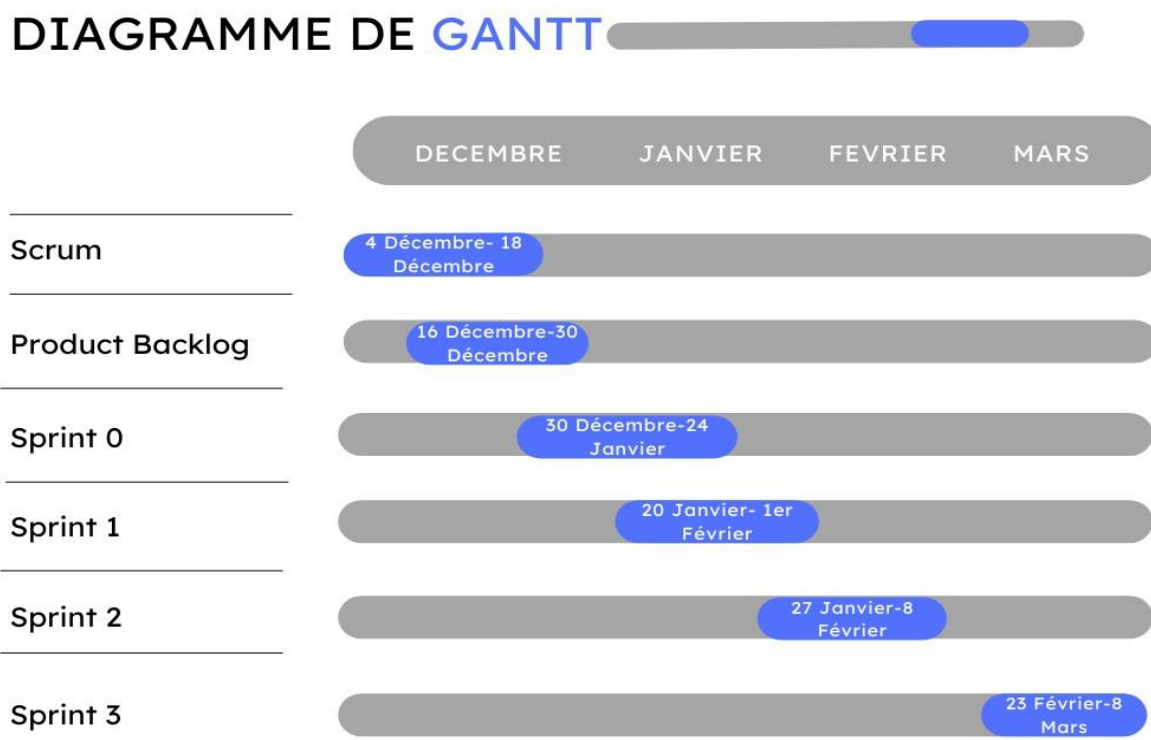 DIAGRAMME DE GANTT
DECEMBRE JANVIER FEVRIER MARS
Scrum
4 Décembre- 18
Décembre
Product Backlog
16 Décembre-30
Décembre
Sprint 0
30 Décembre-24
Janvier
Sprint 1
20 Janvier- 1er
Février
Sprint 2
27 Janvier-8
Février
Sprint 3
23 Février-8
Mars